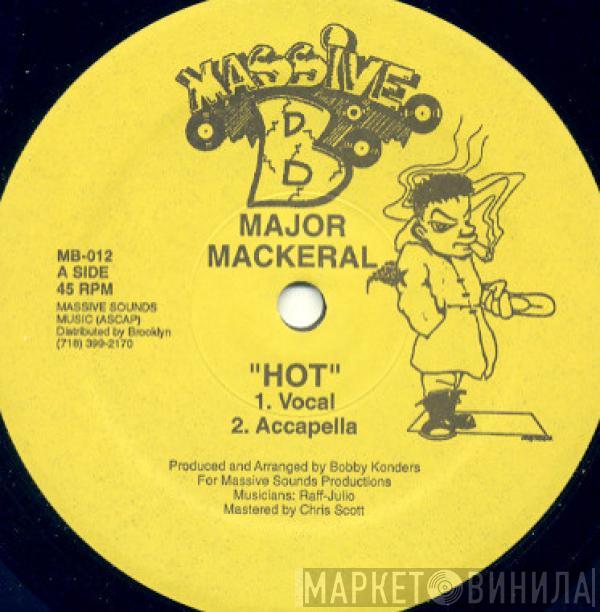 MASSIVE
B
D D
D
MAJOR
MACKERAL
MB-012
A SIDE
45 RPM
MASSIVE SOUNDS
MUSIC (ASCAP)
Distributed by Brooklyn
(718) 399-2170
"HOT"
1. Vocal
2. Accapella
Produced and Arranged by Bobby Konders
For Massive Sounds Productions
Musicians: Raff-Julio
Mastered by Chris Scott
МАРКЕТ ВИНИЛА